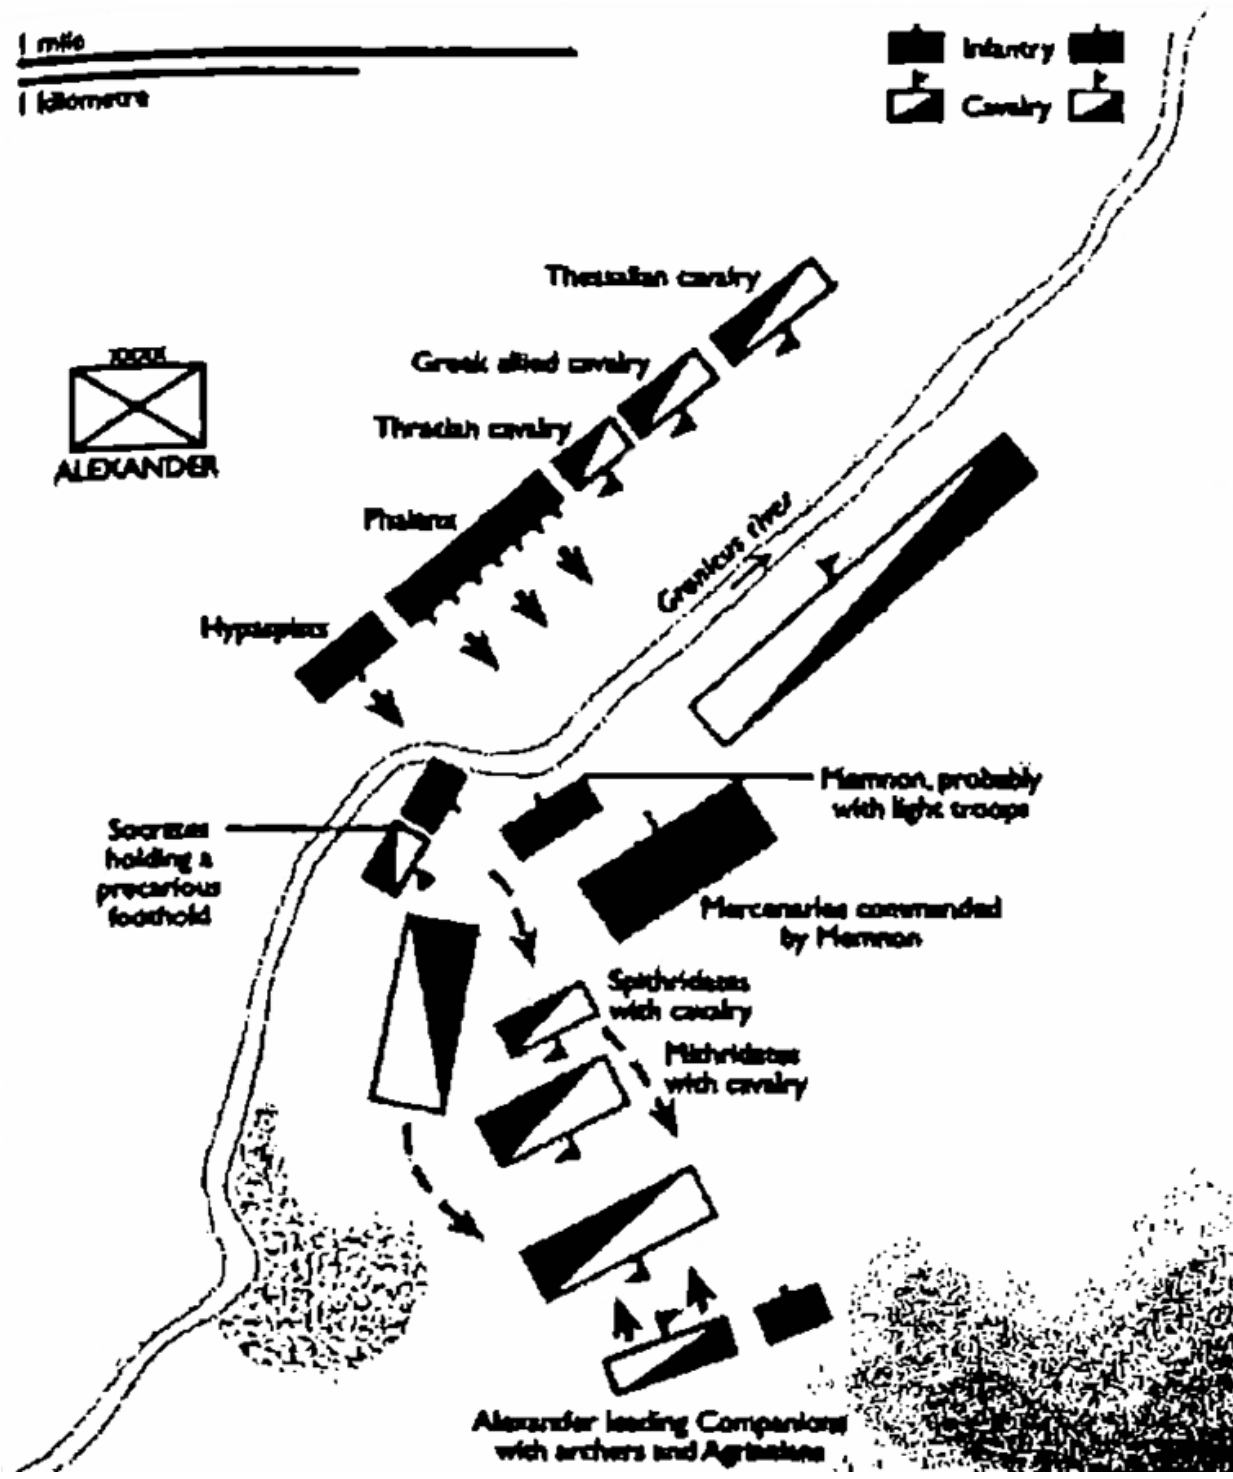 1 mile
1 kilometre
Infantry
Cavalry
Thessalian cavalry
XXXX
Greek allied cavalry
ALEXANDER
Thracian cavalry
Phalanx
Granicus river
Hypaspists
Memnon, probably
with light troops
Socrates
holding a
precarious
foothold
Mercenaries commanded
by Memnon
Spithridates
with cavalry
Mithridates
with cavalry
Alexander leading Companions
with archers and Agrianians